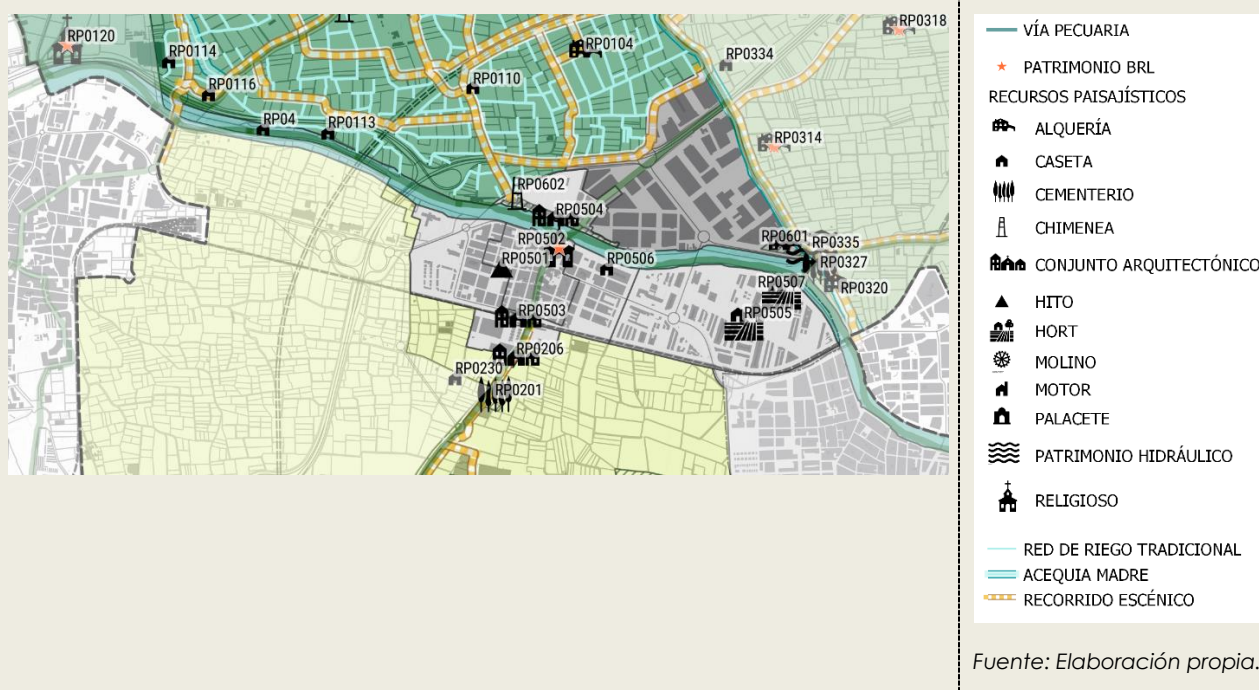 RP0120
RP0114
RP0116
RP04
RP0113
RP0110
RP0104
RP0334
RP0318
RP0314
RP0602
RP0504
RP0502
RP0501
RP0506
RP0601
RP0335
RP0327
RP0320
RP0507
RP0505
RP0503
RP0206
RP0230
RP0201
VÍA PECUARIA
PATRIMONIO BRL
RECURSOS PAISAJÍSTICOS
ALQUERÍA
CASETA
CEMENTERIO
CHIMENEA
CONJUNTO ARQUITECTÓNICO
HITO
HORT
MOLINO
MOTOR
PALACETE
PATRIMONIO HIDRÁULICO
RELIGIOSO
RED DE RIEGO TRADICIONAL
ACEQUIA MADRE
RECORRIDO ESCÉNICO
Fuente: Elaboración propia.